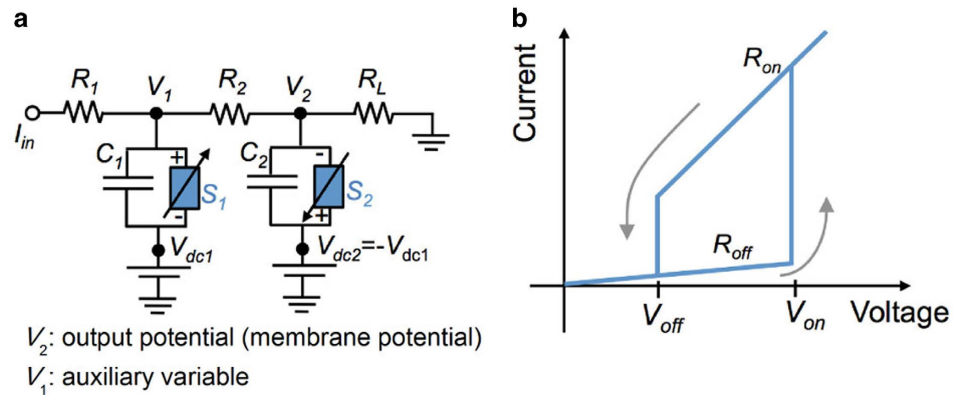 a
R1 V1 R2 V2 RL
Iin
C1 + - S1
C2 - + S2
Vdc1
Vdc2=-Vdc1
V2: output potential (membrane potential)
V1: auxiliary variable
b
Current
Ron
Roff
Voff
Von
Voltage